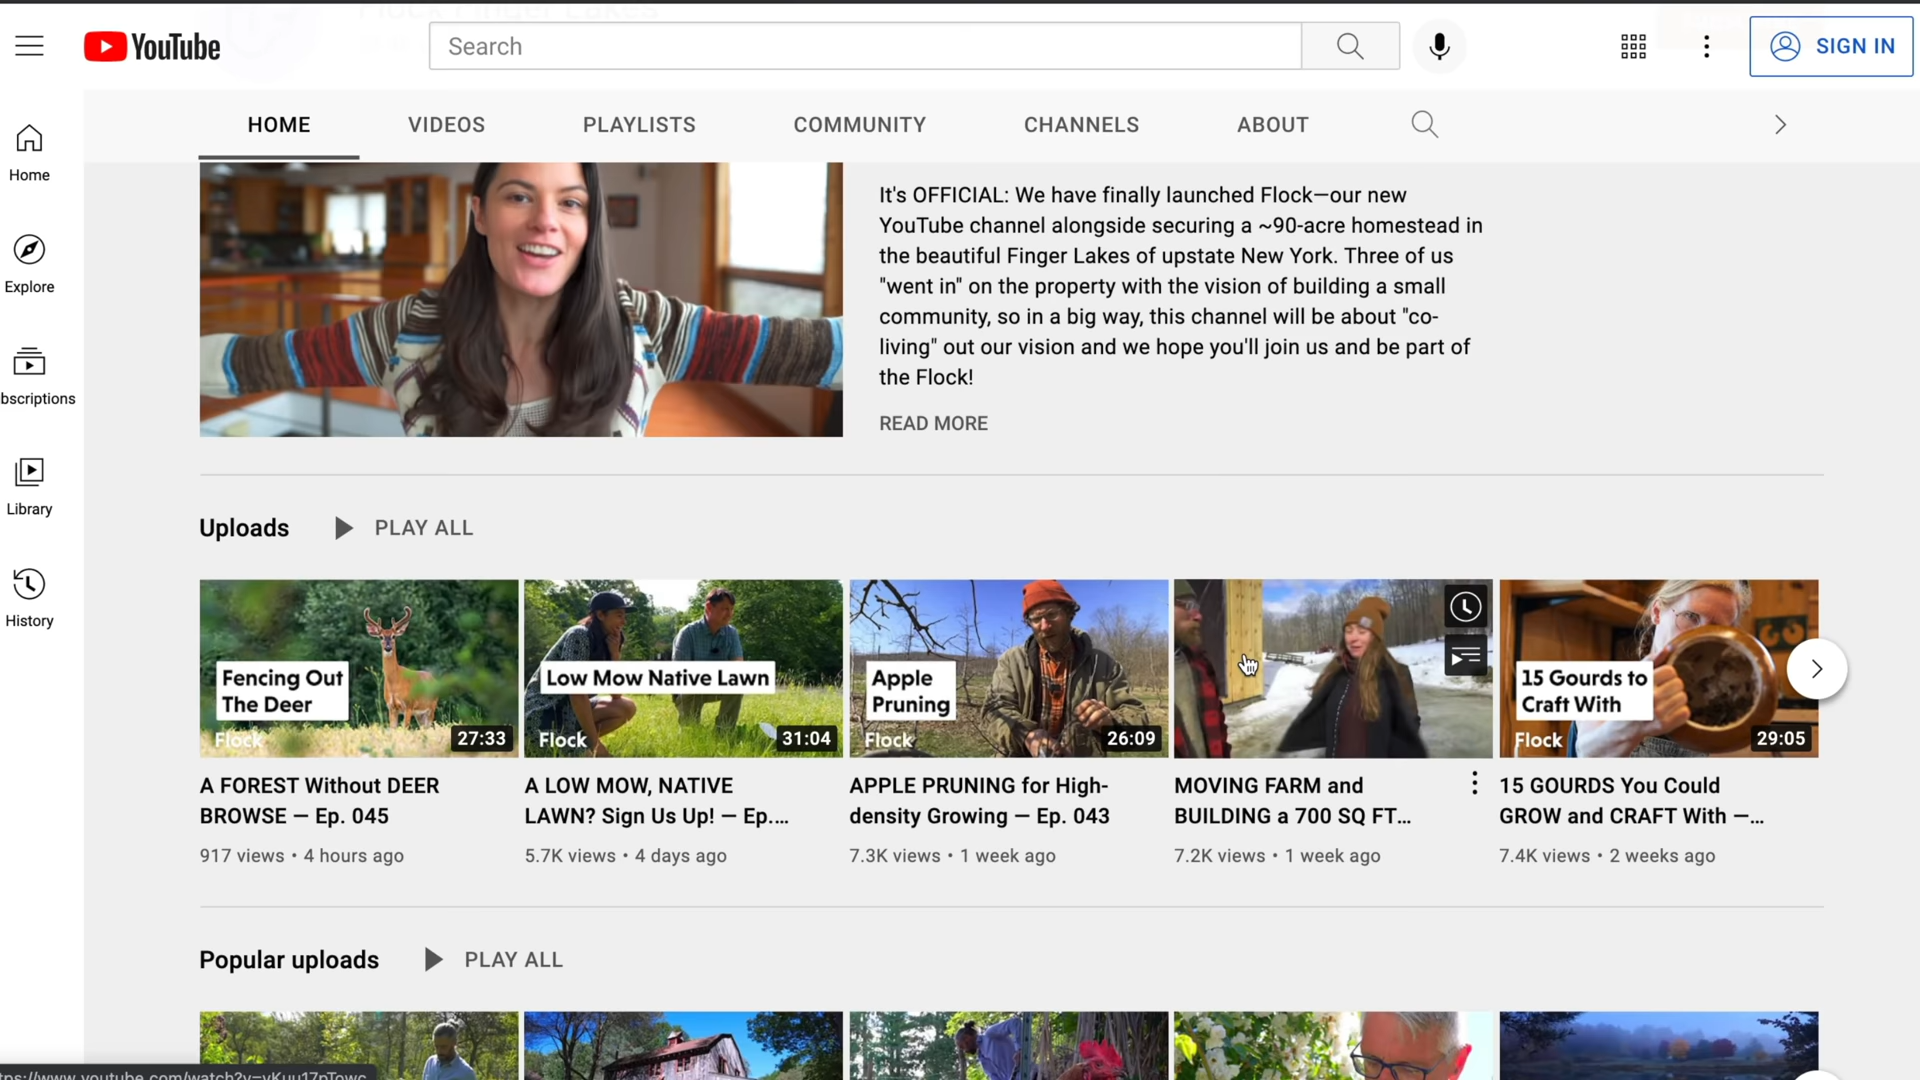 Flock Finger Lakes
YouTube
Search
SIGN IN
HOME
VIDEOS
PLAYLISTS
COMMUNITY
CHANNELS
ABOUT
Home
Explore
bscriptions
Library
History
It's OFFICIAL: We have finally launched Flock—our new
YouTube channel alongside securing a ~90-acre homestead in
the beautiful Finger Lakes of upstate New York. Three of us
"went in" on the property with the vision of building a small
community, so in a big way, this channel will be about "co-
living" out our vision and we hope you'll join us and be part of
the Flock!
READ MORE
Uploads
PLAY ALL
Fencing Out
The Deer
Flock
27:33
A FOREST Without DEER
BROWSE — Ep. 045
917 views • 4 hours ago
Low Mow Native Lawn
Flock
31:04
A LOW MOW, NATIVE
LAWN? Sign Us Up! — Ep....
5.7K views • 4 days ago
Apple
Pruning
Flock
26:09
APPLE PRUNING for High-
density Growing — Ep. 043
7.3K views • 1 week ago
MOVING FARM and
BUILDING a 700 SQ FT...
7.2K views • 1 week ago
15 Gourds to
Craft With
Flock
29:05
15 GOURDS You Could
GROW and CRAFT With —...
7.4K views • 2 weeks ago
Popular uploads
PLAY ALL